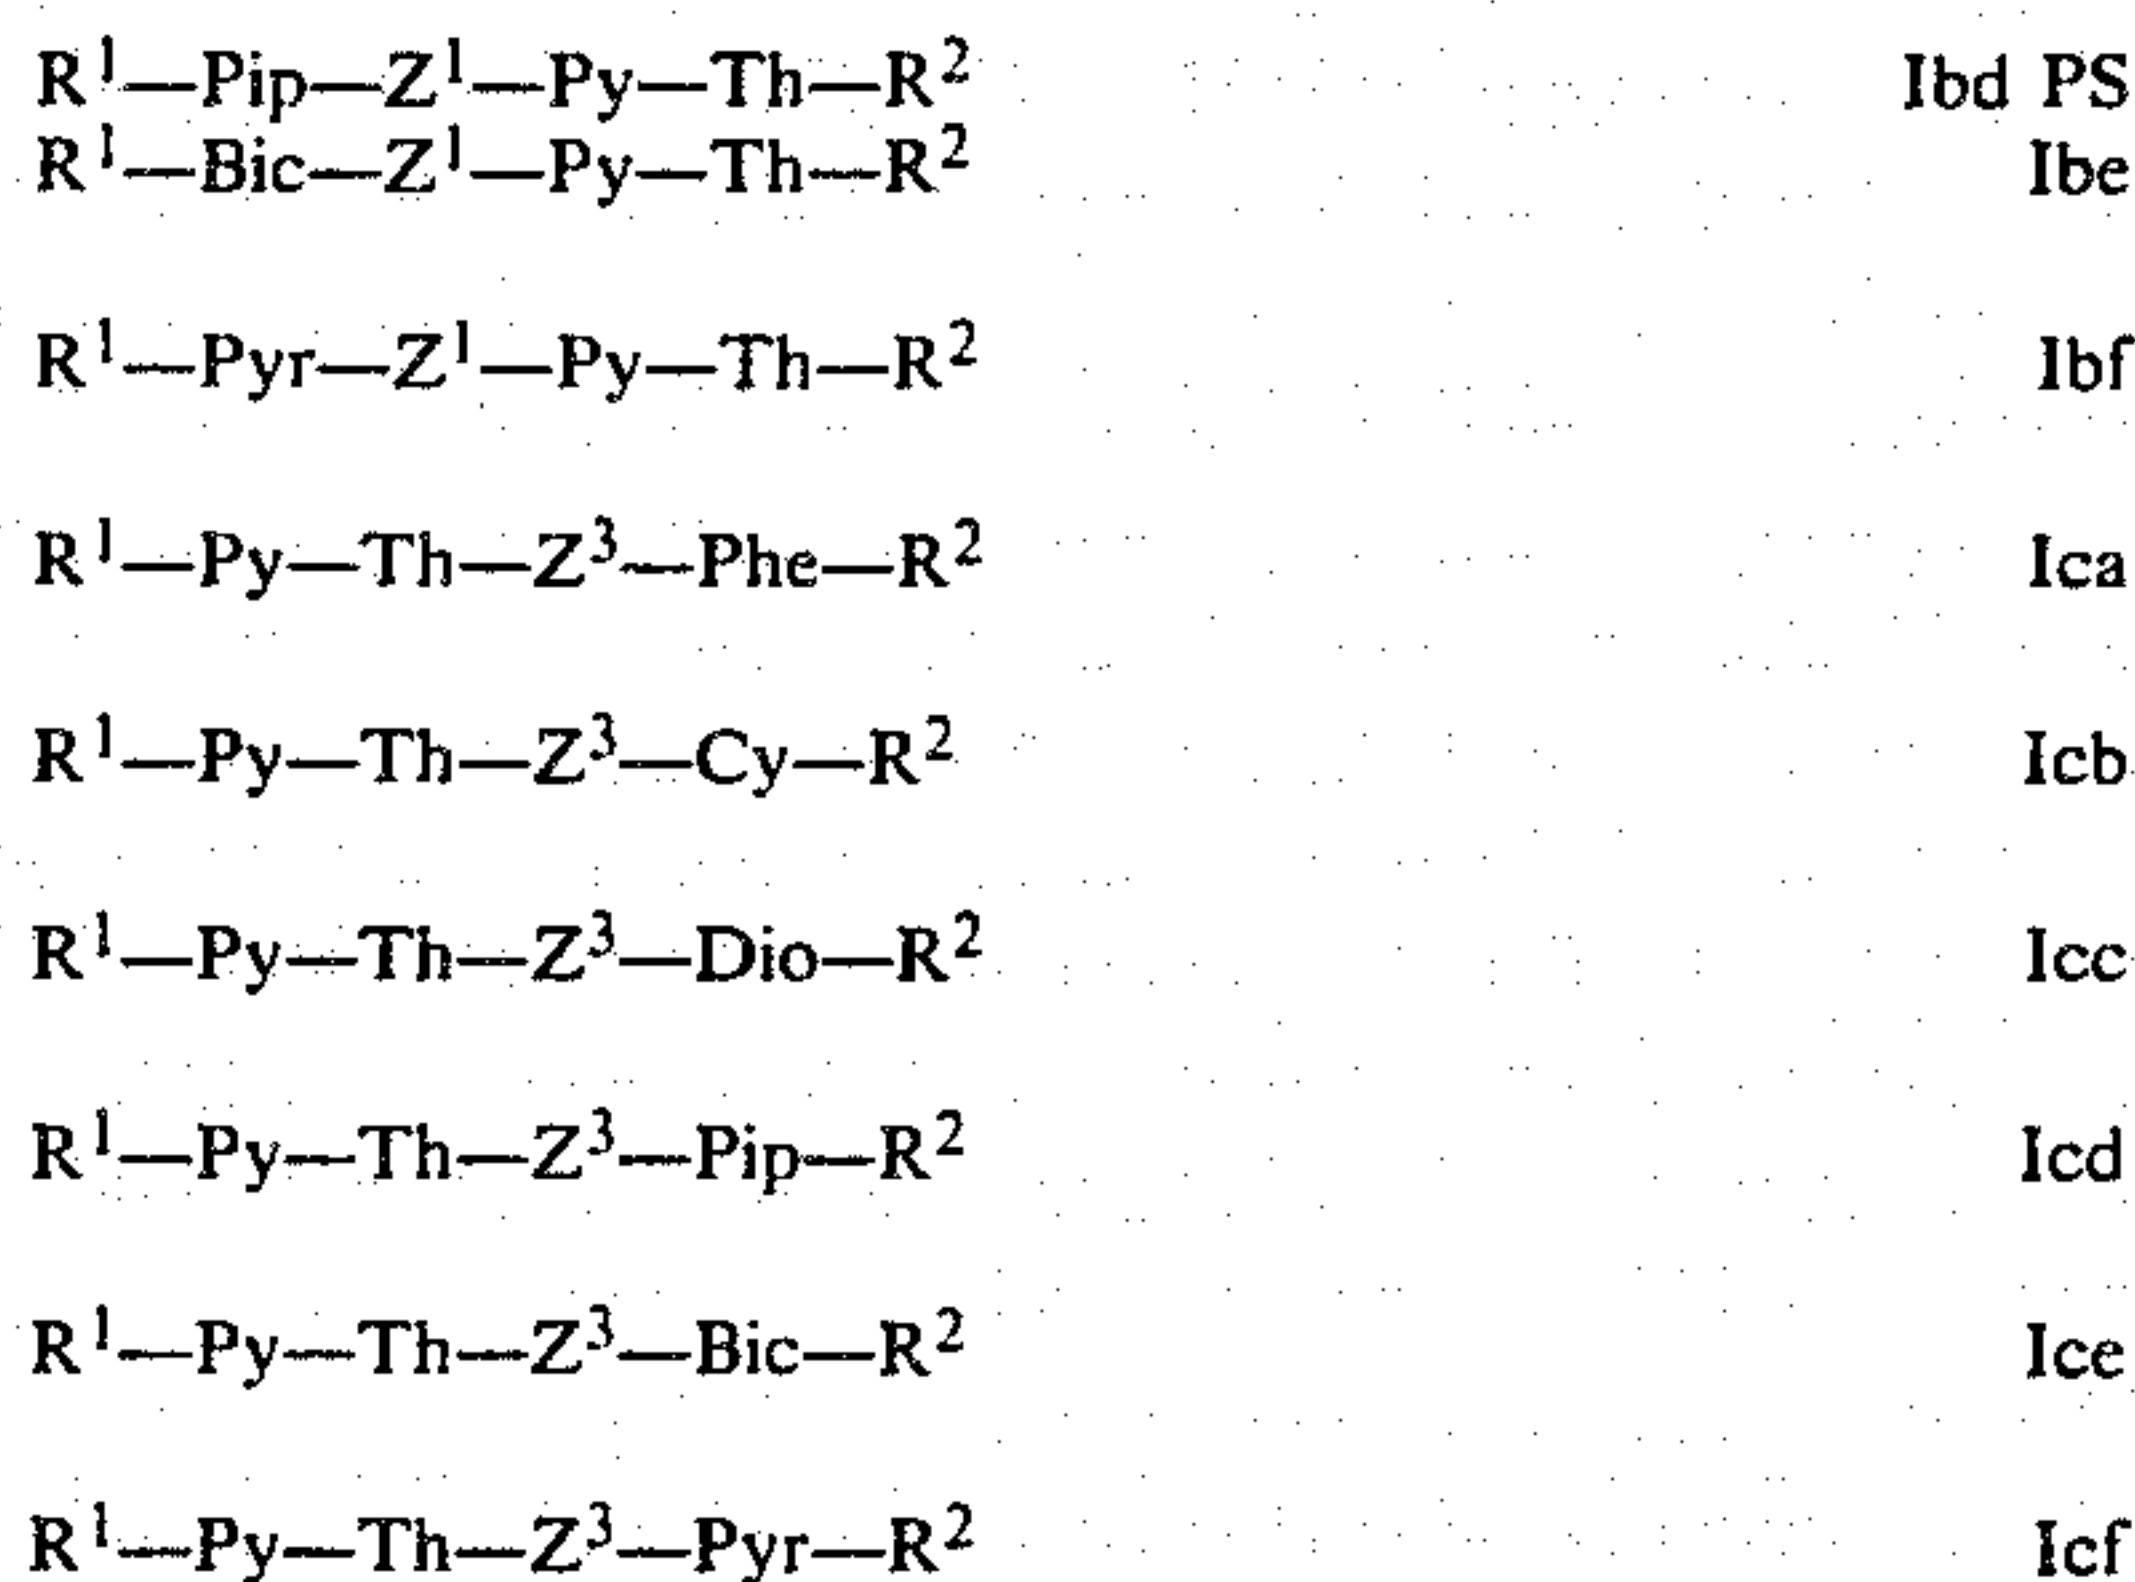 R¹—Pip—Z¹—Py—Th—R² Ibd PS
R¹—Bic—Z¹—Py—Th—R² Ibe
R¹—Pyr—Z¹—Py—Th—R² Ibf
R¹—Py—Th—Z³—Phe—R² Ica
R¹—Py—Th—Z³—Cy—R² Icb
R¹—Py—Th—Z³—Dio—R² Icc
R¹—Py—Th—Z³—Pip—R² Icd
R¹—Py—Th—Z³—Bic—R² Ice
R¹—Py—Th—Z³—Pyr—R² Icf